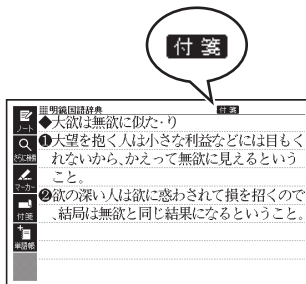 付箋
明鏡国語辞典
付箋
◆大欲は無欲に似た・り
❶大望を抱く人は小さな利益などには目もく
れないから、かえって無欲に見えるという
こと。
❷欲の深い人は欲に惑わされて損を招くので
、結局は無欲と同じ結果になるということ。
ノート
さらに検索
マーカー
付箋
単語帳